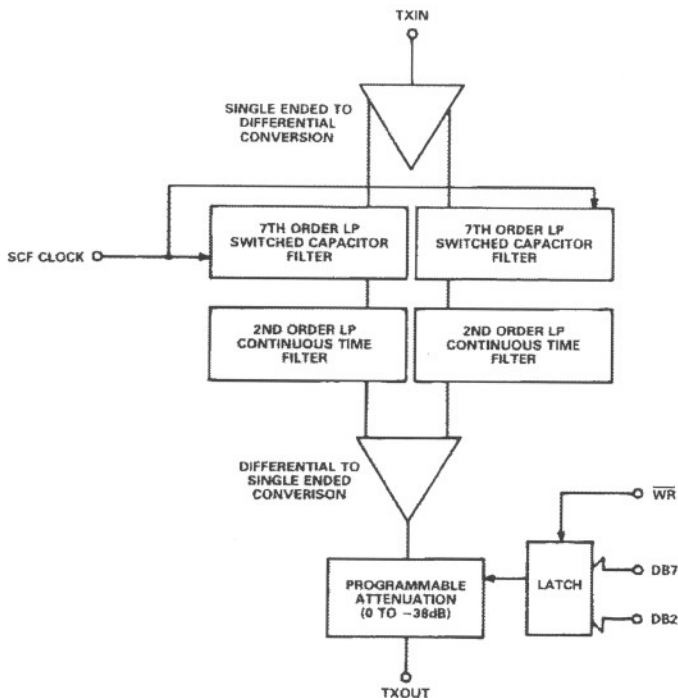 TXIN
SINGLE ENDED TO
DIFFERENTIAL
CONVERSION
7TH ORDER LP
SWITCHED CAPACITOR
FILTER
7TH ORDER LP
SWITCHED CAPACITOR
FILTER
SCF CLOCK
2ND ORDER LP
CONTINUOUS TIME
FILTER
2ND ORDER LP
CONTINUOUS TIME
FILTER
DIFFERENTIAL TO
SINGLE ENDED
CONVERISON
WR
PROGRAMMABLE
ATTENUATION
(0 TO −38dB)
LATCH
DB7
DB2
TXOUT